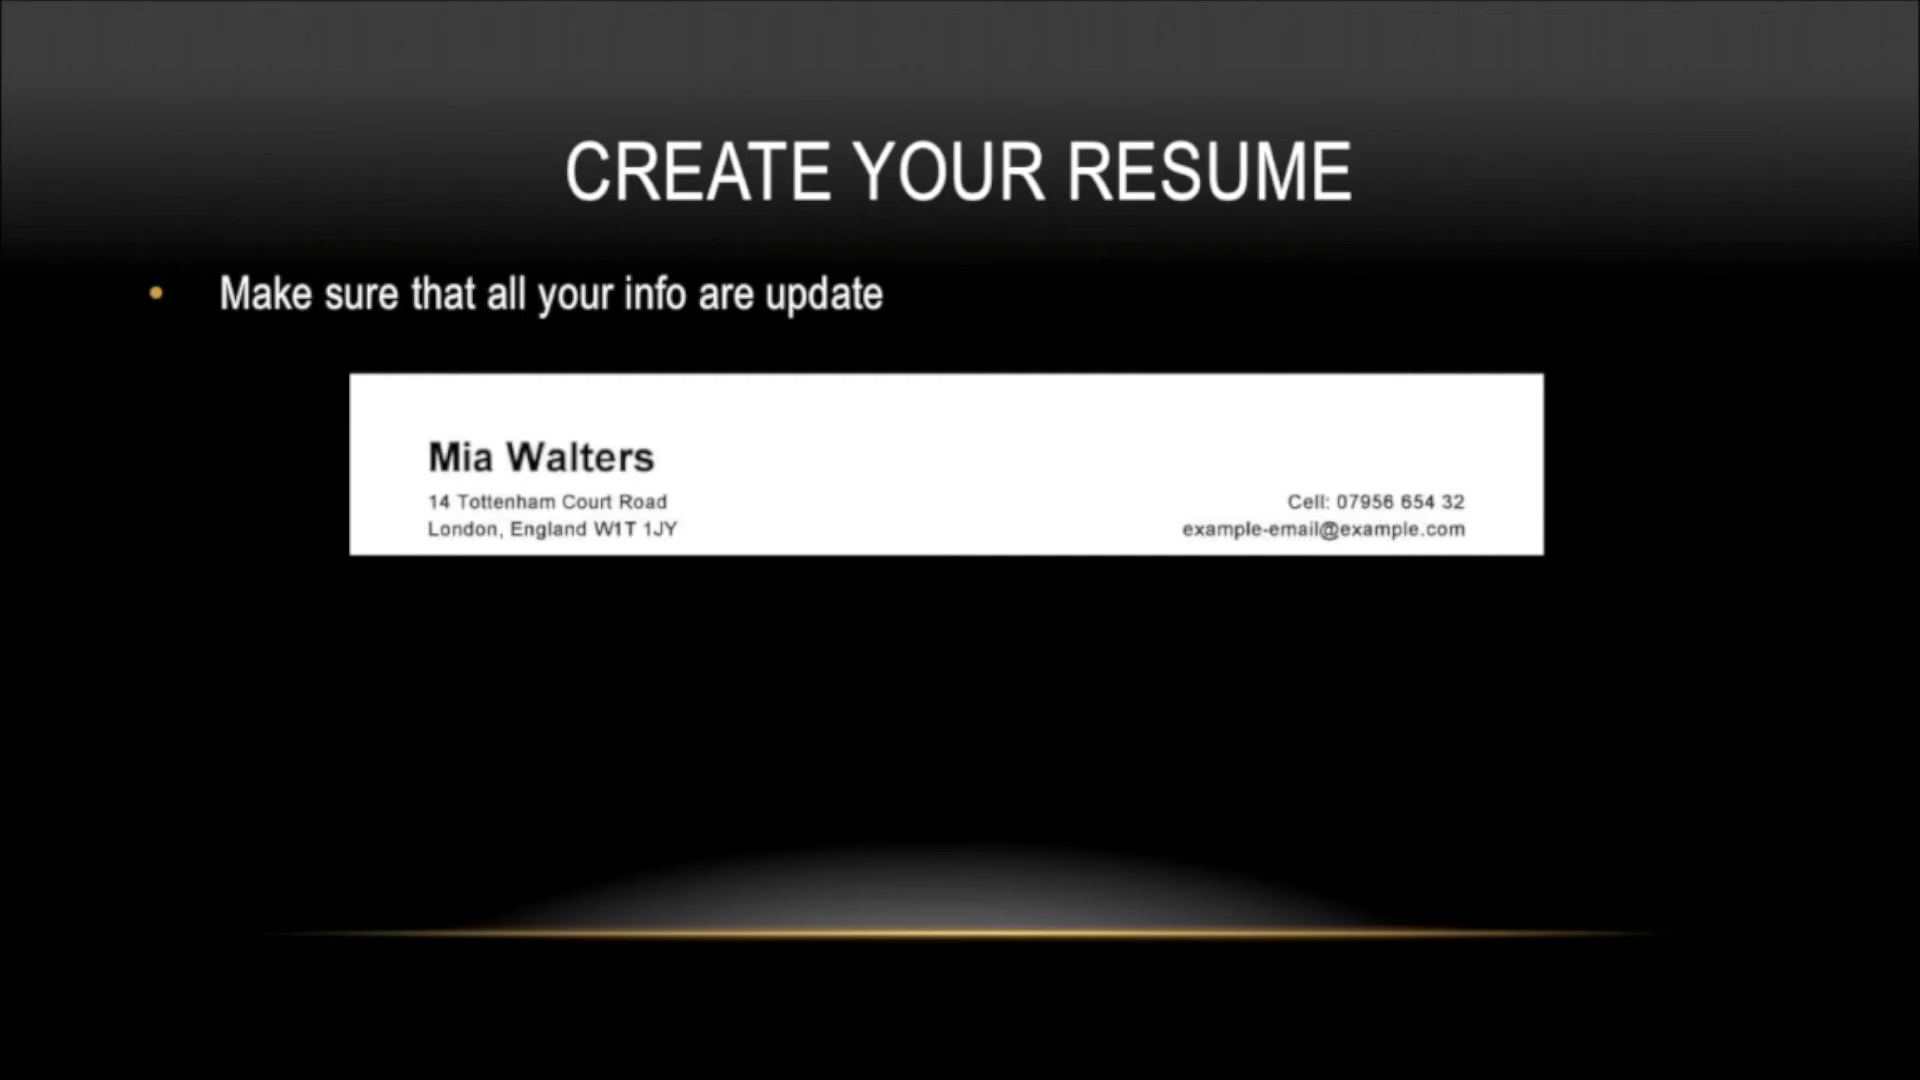 CREATE YOUR RESUME
• Make sure that all your info are update
Mia Walters
14 Tottenham Court Road
London, England W1T 1JY
Cell: 07956 654 32
example-email@example.com